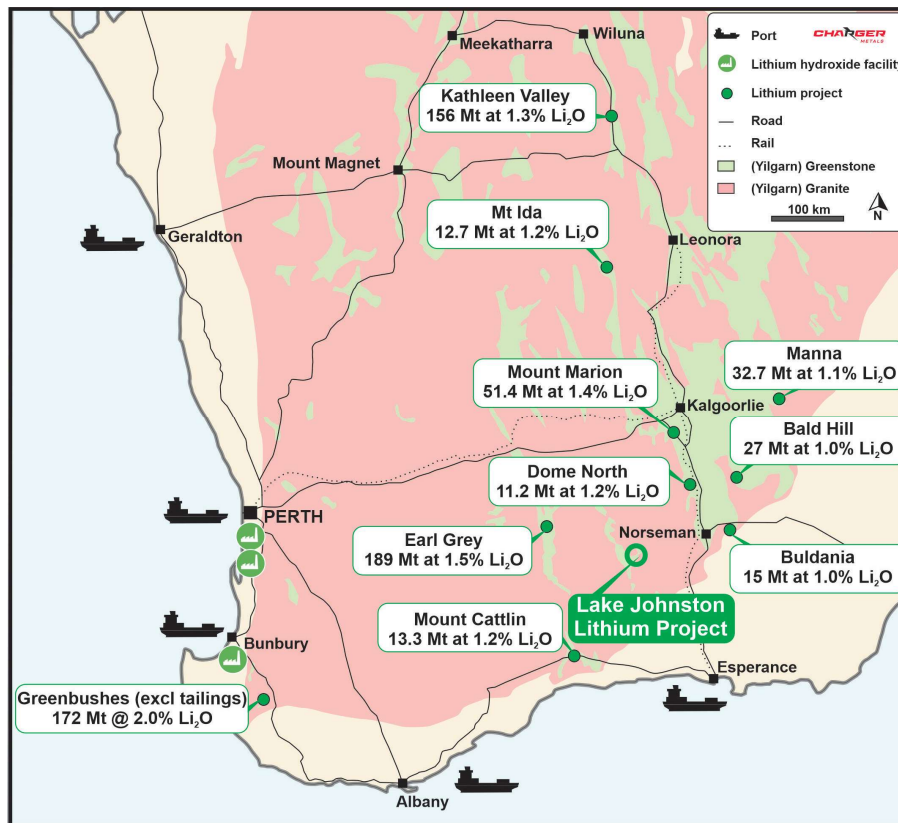 Meekatharra
Wiluna
Port
CHARGER
METALS
Lithium hydroxide facility
Lithium project
Road
Rail
(Yilgarn) Greenstone
(Yilgarn) Granite
100 km
N
Kathleen Valley
156 Mt at 1.3% Li₂O
Mount Magnet
Mt Ida
12.7 Mt at 1.2% Li₂O
Geraldton
Leonora
Mount Marion
51.4 Mt at 1.4% Li₂O
Manna
32.7 Mt at 1.1% Li₂O
Kalgoorlie
Bald Hill
27 Mt at 1.0% Li₂O
Dome North
11.2 Mt at 1.2% Li₂O
PERTH
Earl Grey
189 Mt at 1.5% Li₂O
Norseman
Buldania
15 Mt at 1.0% Li₂O
Lake Johnston
Lithium Project
Mount Cattlin
13.3 Mt at 1.2% Li₂O
Bunbury
Esperance
Greenbushes (excl tailings)
172 Mt @ 2.0% Li₂O
Albany